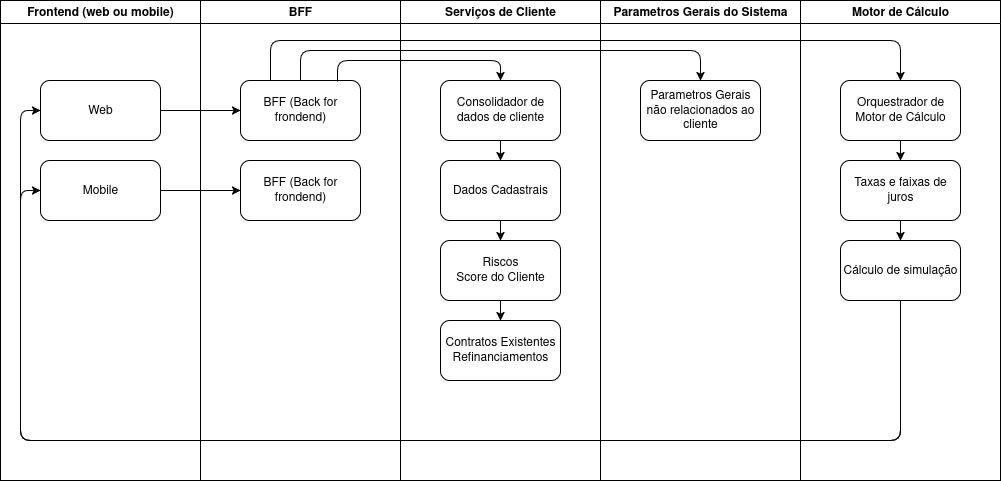 Frontend (web ou mobile)
BFF
Serviços de Cliente
Parametros Gerais do Sistema
Motor de Cálculo
Web
BFF (Back for
frondend)
Consolidador de
dados de cliente
Parametros Gerais
não relacionados ao
cliente
Orquestrador de
Motor de Cálculo
Mobile
BFF (Back for
frondend)
Dados Cadastrais
Taxas e faixas de
juros
Riscos
Score do Cliente
Cálculo de simulação
Contratos Existentes
Refinanciamentos